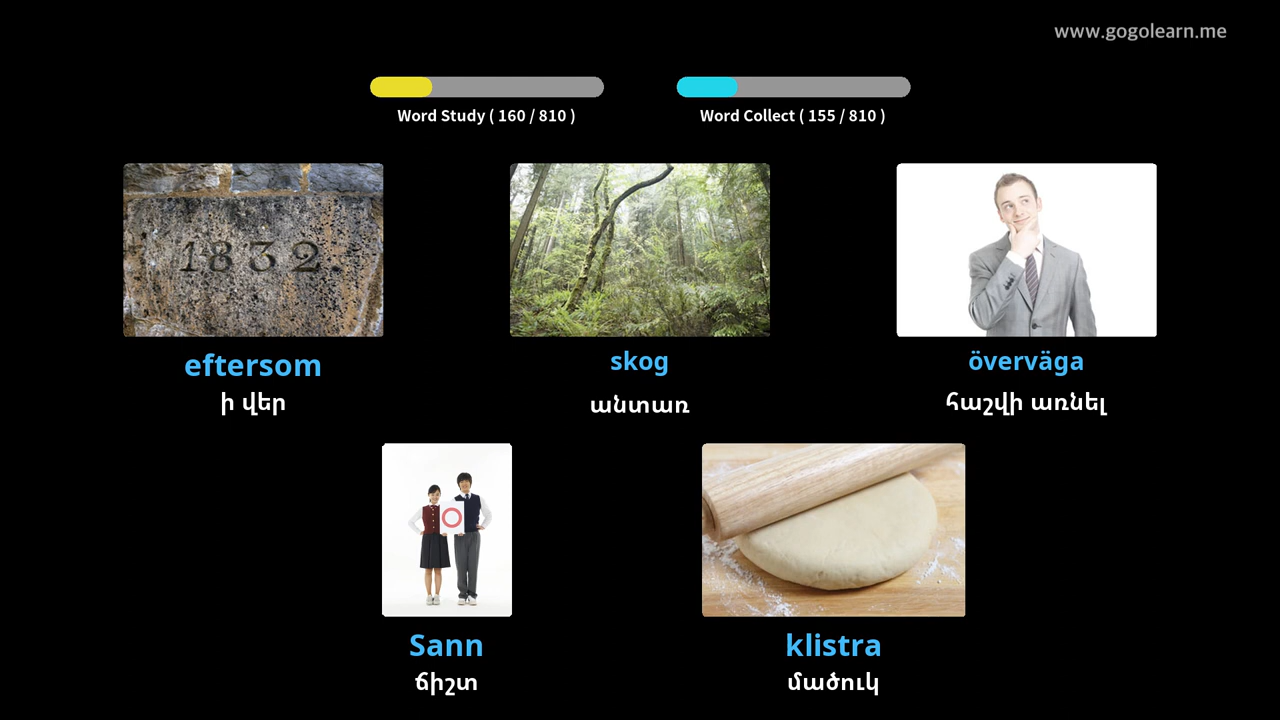 www.gogolearn.me
Word Study ( 160 / 810 )
Word Collect ( 155 / 810 )
1832.
eftersom
ի վեր
skog
անտառ
överväga
հաշվի առնել
Sann
ճիշտ
klistra
մածուկ